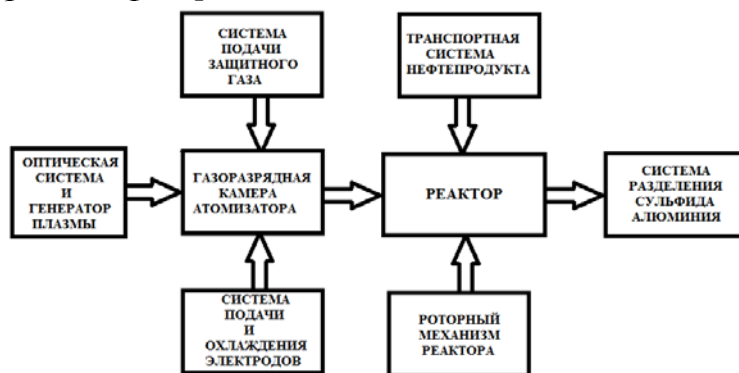 СИСТЕМА
ПОДАЧИ
ЗАЩИТНОГО
ГАЗА
ТРАНСПОРТНАЯ
СИСТЕМА
НЕФТЕПРОДУКТА
ОПТИЧЕСКАЯ
СИСТЕМА
И
ГЕНЕРАТОР
ПЛАЗМЫ
ГАЗОРАЗРЯДНАЯ
КАМЕРА
АТОМИЗАТОРА
РЕАКТОР
СИСТЕМА
РАЗДЕЛЕНИЯ
СУЛЬФИДА
АЛЮМИНИЯ
СИСТЕМА
ПОДАЧИ
И
ОХЛАЖДЕНИЯ
ЭЛЕКТРОДОВ
РОТОРНЫЙ
МЕХАНИЗМ
РЕАКТОРА